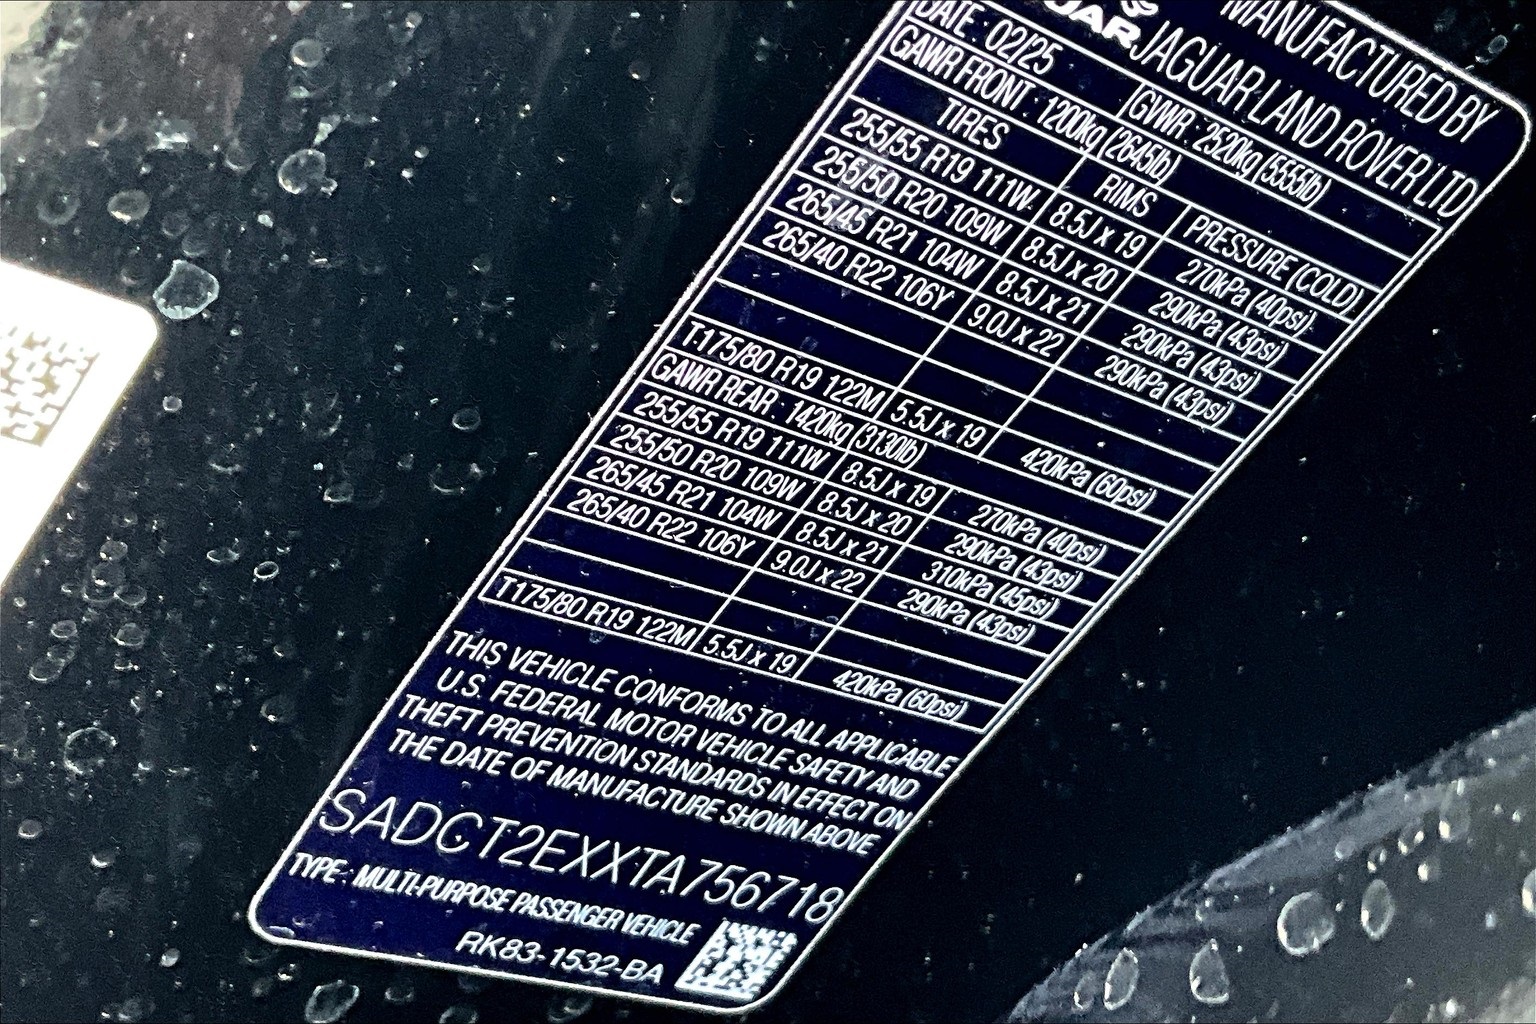 MANUFACTURED BY
JAGUAR LAND ROVER LTD
DATE: 02/25 GWWR: 2520kg (5555lb)
GAWR FRONT : 1200kg (2645lb)
TIRES RIMS PRESSURE (COLD)
255/55 R19 111W 8.5J x 19 270kPa (40psi)
255/50 R20 109W 8.5J x 20 290kPa (43psi)
265/45 R21 104W 8.5J x 21 290kPa (43psi)
265/40 R22 106Y 9.0J x 22 290kPa (43psi)
T175/80 R19 122M 5.5J x 19 420kPa (60psi)
GAWR REAR : 1420kg (3130lb)
255/55 R19 111W 8.5J x 19 270kPa (40psi)
255/50 R20 109W 8.5J x 20 290kPa (43psi)
265/45 R21 104W 8.5J x 21 310kPa (45psi)
265/40 R22 106Y 9.0J x 22 290kPa (43psi)
T175/80 R19 122M 5.5J x 19 420kPa (60psi)
THIS VEHICLE CONFORMS TO ALL APPLICABLE
U.S. FEDERAL MOTOR VEHICLE SAFETY AND
THEFT PREVENTION STANDARDS IN EFFECT ON
THE DATE OF MANUFACTURE SHOWN ABOVE
SADCT2EXXTA756718
TYPE: MULTI-PURPOSE PASSENGER VEHICLE
RK83-1532-BA